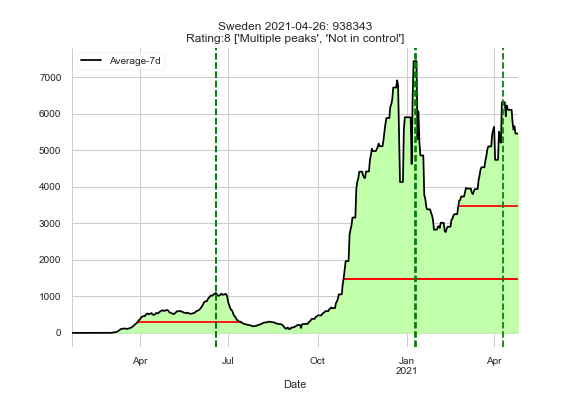 Sweden 2021-04-26: 938343
Rating:8 ['Multiple peaks', 'Not in control']
Average-7d
7000
6000
5000
4000
3000
2000
1000
0
Apr
Jul
Oct
Jan
2021
Apr
Date